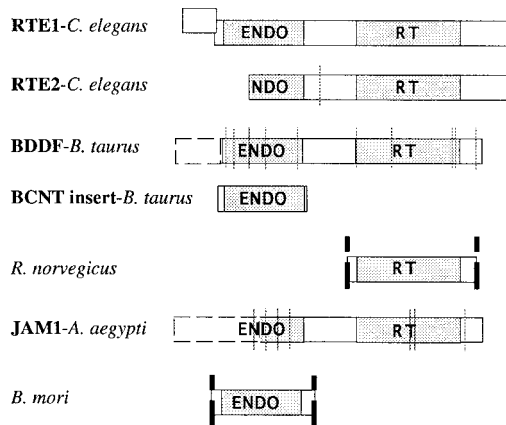 RTE1-C. elegans ENDO RT
RTE2-C. elegans NDO RT
BDDF-B. taurus ENDO RT
BCNT insert-B. taurus ENDO
R. norvegicus RT
JAM1-A. aegypti ENDO RT
B. mori ENDO